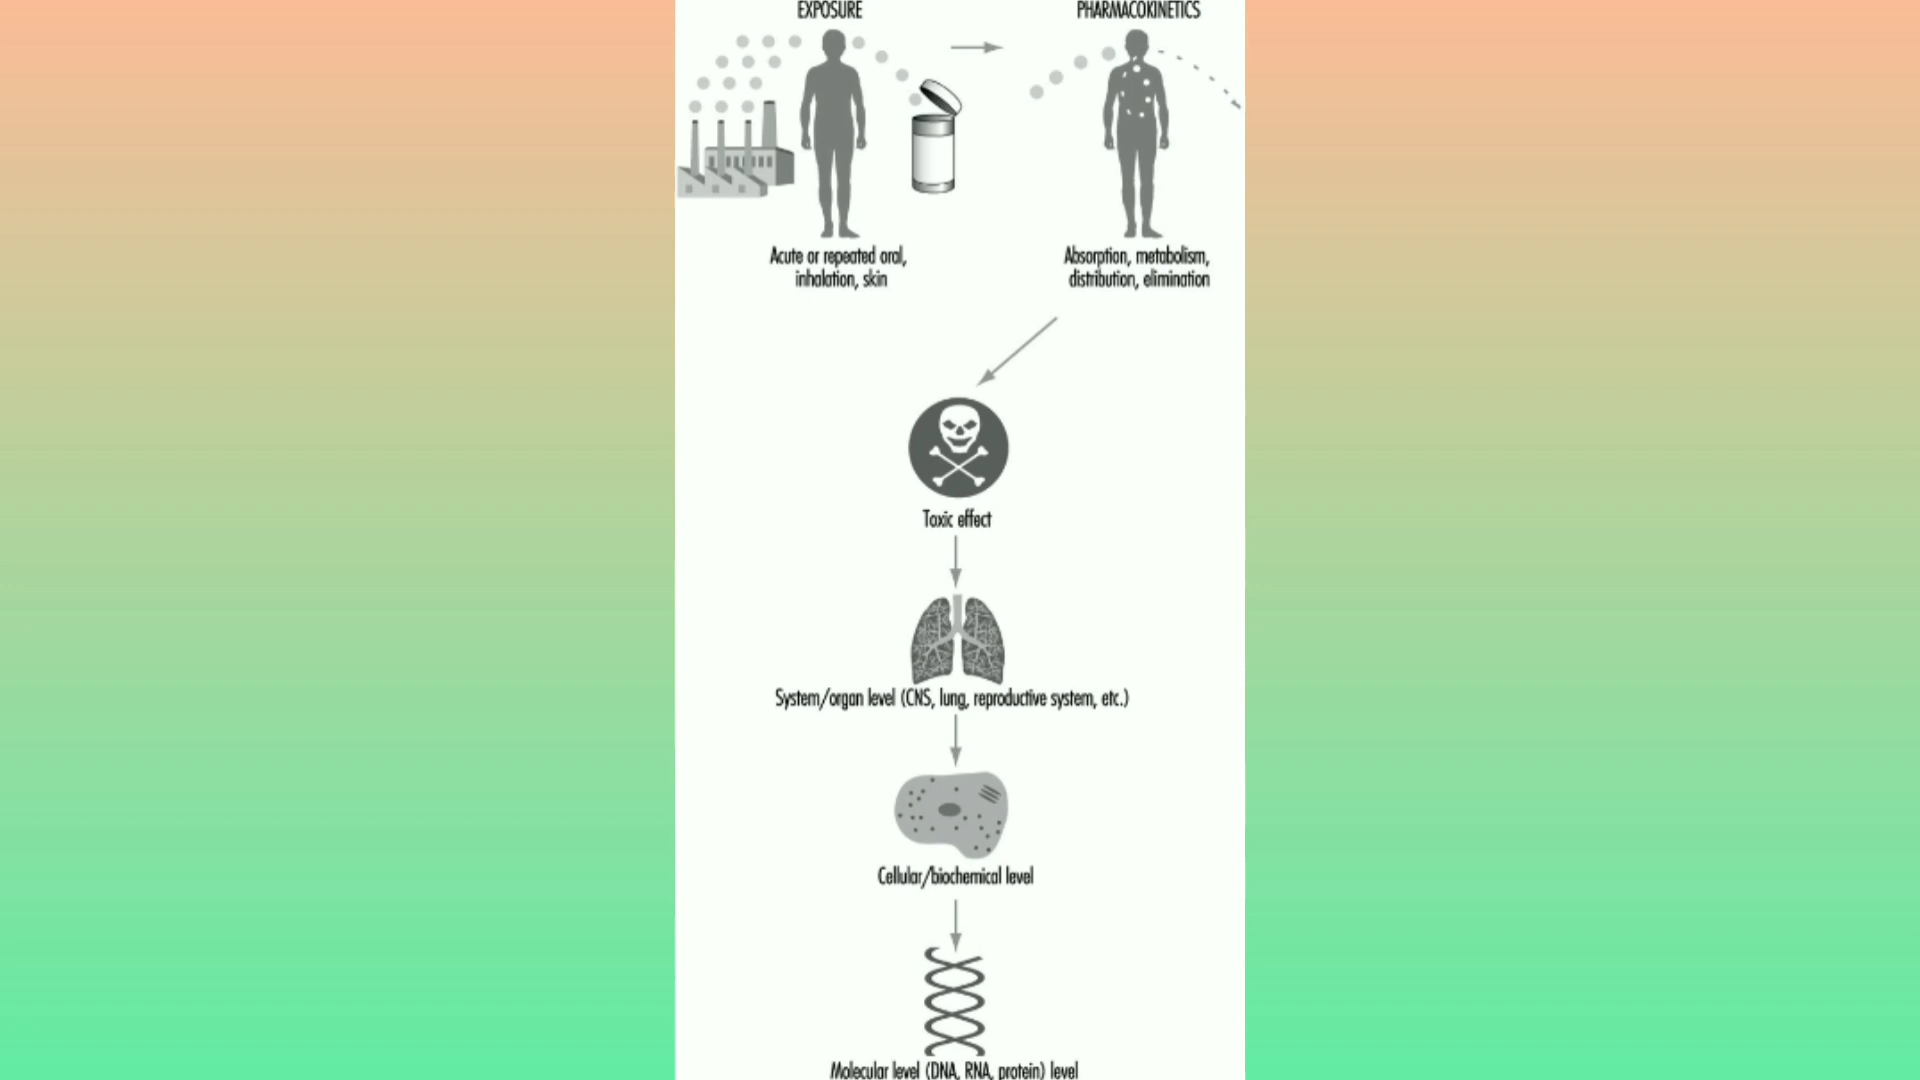 EXPOSURE
PHARMACOKINETICS
Acute or repeated oral,
inhalation, skin
Absorption, metabolism,
distribution, elimination
Toxic effect
System/organ level (CNS, lung, reproductive system, etc.)
Cellular/biochemical level
Molecular level (DNA, RNA, protein) level